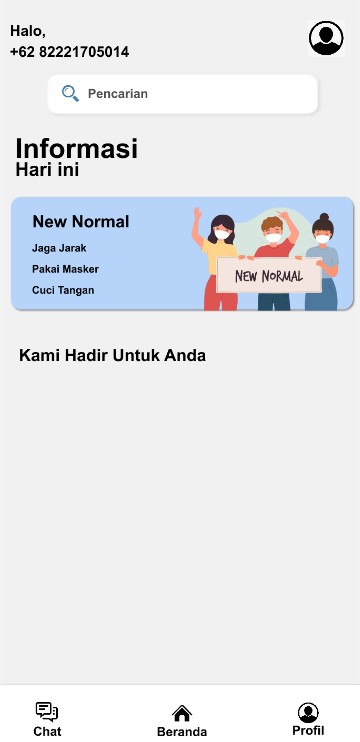 Halo,
+62 82221705014
Pencarian
Informasi
Hari ini
New Normal
Jaga Jarak
Pakai Masker
Cuci Tangan
NEW NORMAL
Kami Hadir Untuk Anda
Chat
Beranda
Profil